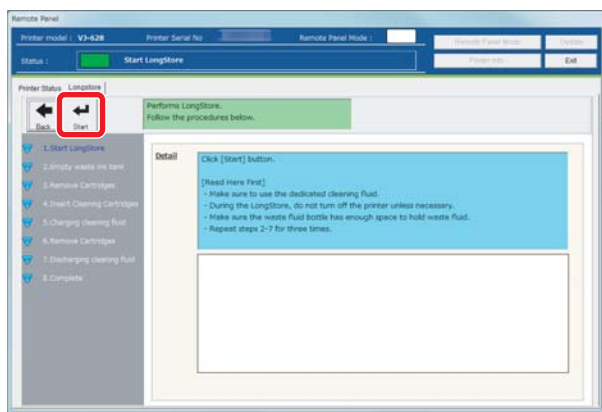 Remote Panel
Printer model : VJ-628 Printer Serial No Remote Panel Mode : Remote Panel Mode Update
Status : Start LongStore Printer Info Exit
Printer Status Longstore
Back Start
Performs LongStore.
Follow the procedures below.
1.Start LongStore
2.Empty waste ink tank
3.Remove Cartridges
4.Insert Cleaning Cartridges
5.Charging cleaning fluid
6.Remove Cartridges
7.Discharging cleaning fluid
8.Complete
Detail
Click [Start] button.
[Read Here First]
- Make sure to use the dedicated cleaning fluid.
- During the LongStore, do not turn off the printer unless necessary.
- Make sure the waste fluid bottle has enough space to hold waste fluid.
- Repeat steps 2-7 for three times.